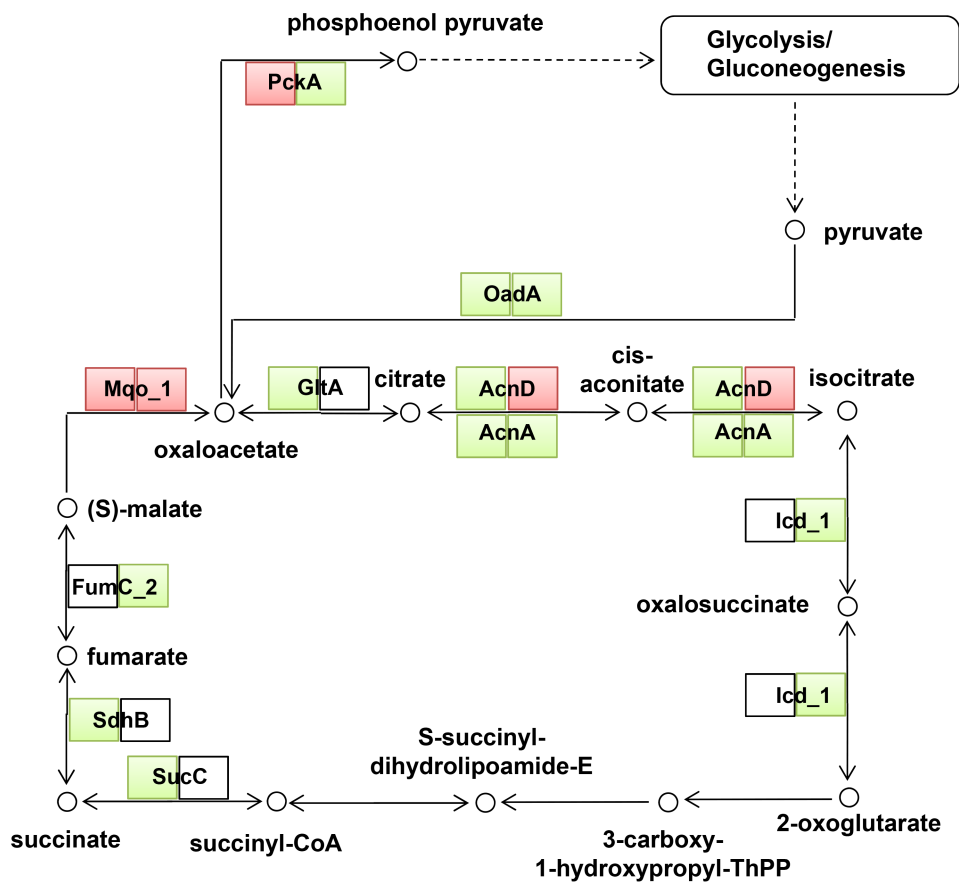 phosphoenol pyruvate
Glycolysis/
Gluconeogenesis
PckA
pyruvate
OadA
Mqo_1
GltA
citrate
AcnD
cis-
aconitate
AcnD
isocitrate
oxaloacetate
AcnA
AcnA
(S)-malate
Icd_1
FumC_2
oxalosuccinate
fumarate
Icd_1
SdhB
S-succinyl-
dihydrolipoamide-E
SucC
succinate
succinyl-CoA
3-carboxy-
1-hydroxypropyl-ThPP
2-oxoglutarate